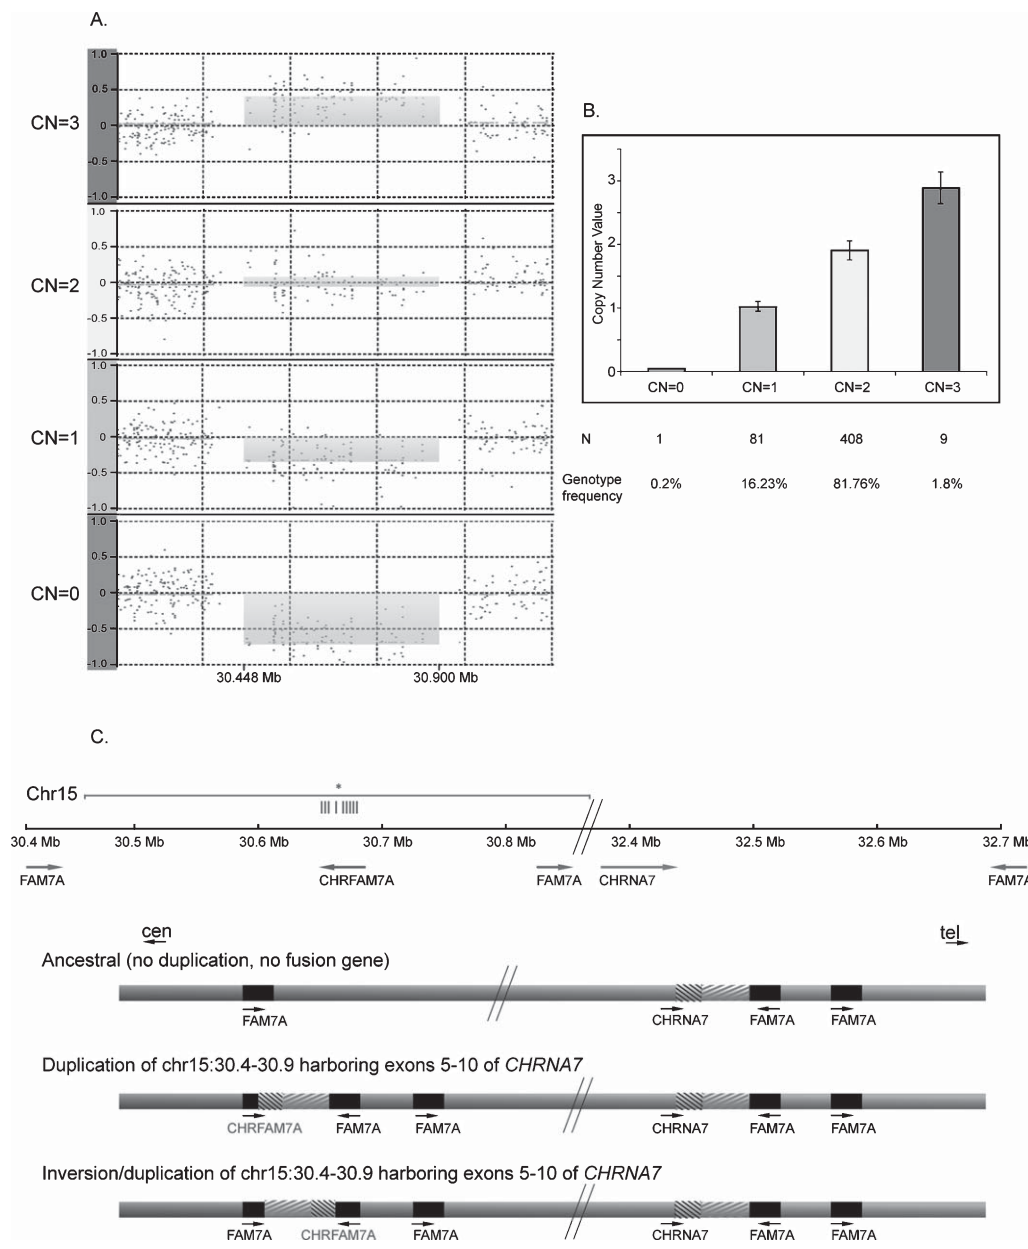 A.
CN=3
1.0
0.5
0
-0.5
-1.0
CN=2
1.0
0.5
0
-0.5
-1.0
CN=1
1.0
0.5
0
-0.5
-1.0
CN=0
1.0
0.5
0
-0.5
-1.0
30.448 Mb 30.900 Mb
B.
Copy Number Value
3
2
1
0
CN=0 CN=1 CN=2 CN=3
N 1 81 408 9
Genotype
frequency 0.2% 16.23% 81.76% 1.8%
C.
Chr15
*
30.4 Mb 30.5 Mb 30.6 Mb 30.7 Mb 30.8 Mb 32.4 Mb 32.5 Mb 32.6 Mb 32.7 Mb
FAM7A CHRFAM7A FAM7A CHRNA7 FAM7A
cen tel
Ancestral (no duplication, no fusion gene)
FAM7A CHRNA7 FAM7A FAM7A
Duplication of chr15:30.4-30.9 harboring exons 5-10 of CHRNA7
CHRFAM7A FAM7A FAM7A CHRNA7 FAM7A FAM7A
Inversion/duplication of chr15:30.4-30.9 harboring exons 5-10 of CHRNA7
FAM7A CHRFAM7A FAM7A CHRNA7 FAM7A FAM7A